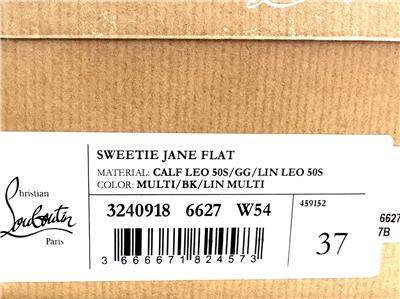 SWEETIE JANE FLAT
MATERIAL: CALF LEO 50S/GG/LIN LEO 50S
COLOR: MULTI/BK/LIN MULTI
Christian
Louboutin
Paris
3240918 6627 W54
459152
37
3 666671 824573
6627
7B